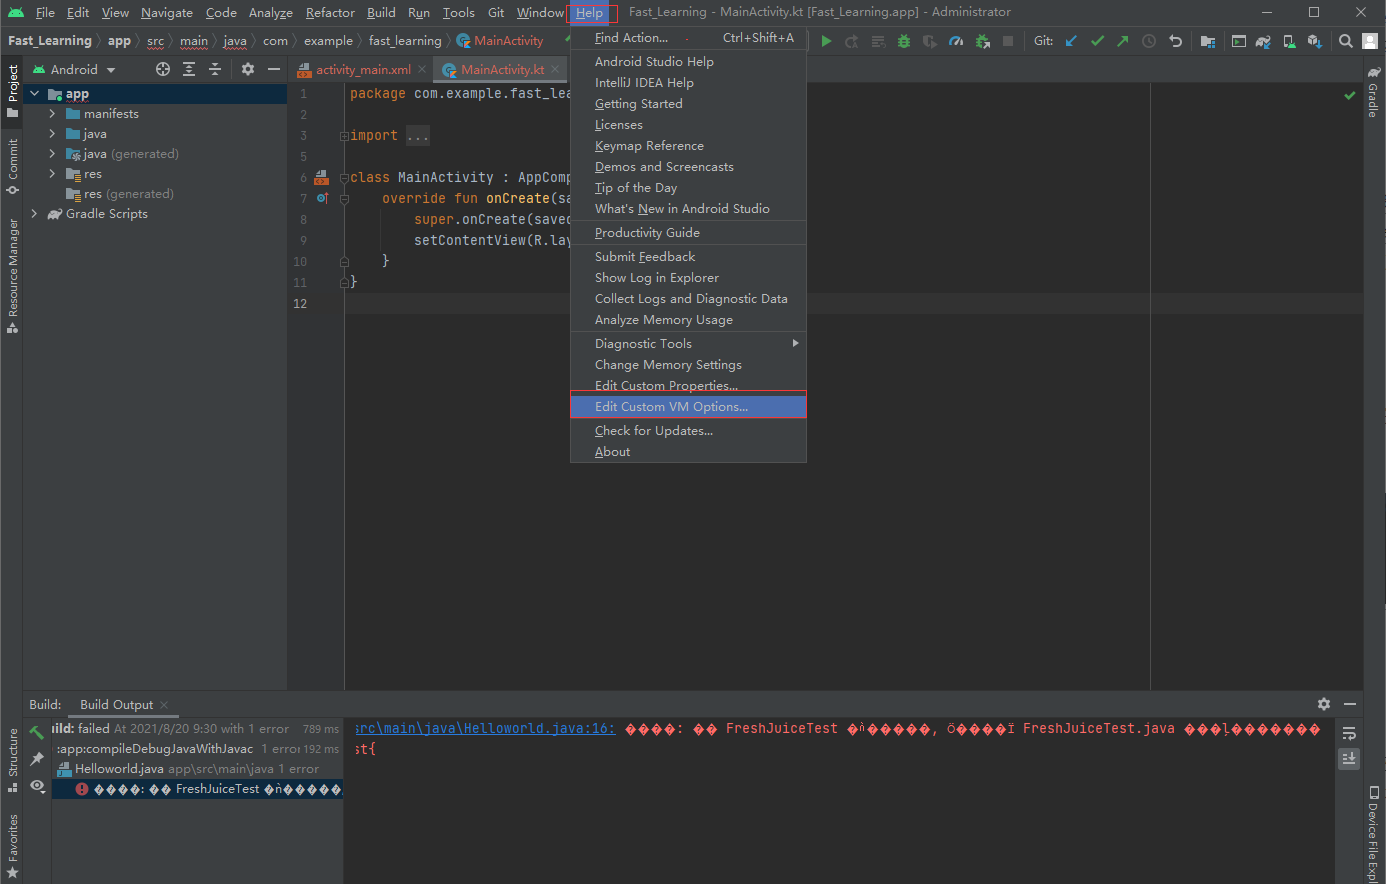 File Edit View Navigate Code Analyze Refactor Build Run Tools Git Window Help Fast_Learning - MainActivity.kt [Fast_Learning.app] - Administrator
Fast_Learning app src main java com example fast_learning MainActivity Git:
Project
Commit
Resource Manager
Structure
Favorites
Android
app
manifests
java
java (generated)
res
res (generated)
Gradle Scripts
activity_main.xml MainActivity.kt
1 package com.example.fast_lea
2
3 import ...
5
6 class MainActivity : AppComp
7 override fun onCreate(sa
8 super.onCreate(saved
9 setContentView(R.lay
10 }
11 }
12
Find Action... Ctrl+Shift+A
Android Studio Help
IntelliJ IDEA Help
Getting Started
Licenses
Keymap Reference
Demos and Screencasts
Tip of the Day
What's New in Android Studio
Productivity Guide
Submit Feedback
Show Log in Explorer
Collect Logs and Diagnostic Data
Analyze Memory Usage
Diagnostic Tools
Change Memory Settings
Edit Custom Properties...
Edit Custom VM Options...
Check for Updates...
About
Gradle
Device File Expl
Build: Build Output
uild: failed At 2021/8/20 9:30 with 1 error 789 ms
:app:compileDebugJavaWithJavac 1 error 192 ms
Helloworld.java app\src\main\java 1 error
����: �� FreshJuiceTest �ǹ�����
src\main\java\Helloworld.java:16: ����: �� FreshJuiceTest �ǹ�����, Ӧ����Ϊ FreshJuiceTest.java ���ļ�������
st{